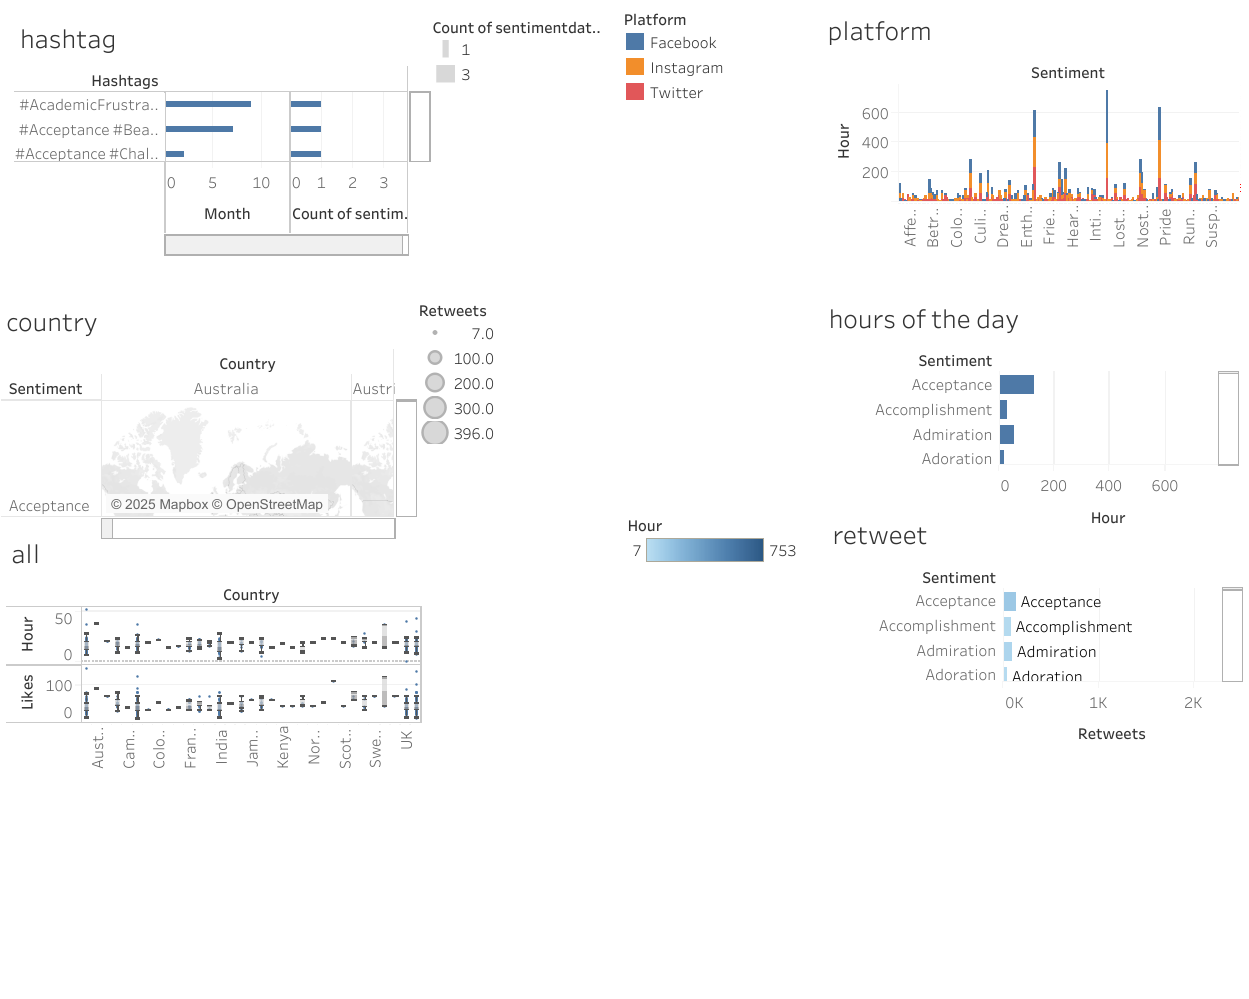 hashtag
Hashtags
#AcademicFrustra..
#Acceptance #Bea..
#Acceptance #Chal..
0 5 10 0 1 2 3
Month Count of sentim.
Count of sentimentdat..
1
3
Platform
Facebook
Instagram
Twitter
platform
Sentiment
Hour
600
400
200
Affe..
Betr..
Colo..
Culi..
Drea..
Enth..
Frie..
Hear..
Inti..
Lost..
Nost..
Pride
Run..
Susp..
country
Country
Sentiment Australia Austri
Acceptance
© 2025 Mapbox © OpenStreetMap
Retweets
7.0
100.0
200.0
300.0
396.0
hours of the day
Sentiment
Acceptance
Accomplishment
Admiration
Adoration
0 200 400 600
Hour
all
Country
Hour
50
0
Likes
100
0
Aust..
Cam..
Colo..
Fran..
India
Jam..
Kenya
Nor..
Scot..
Swe..
UK
Hour
7 753
retweet
Sentiment
Acceptance Acceptance
Accomplishment Accomplishment
Admiration Admiration
Adoration Adoration
0K 1K 2K
Retweets